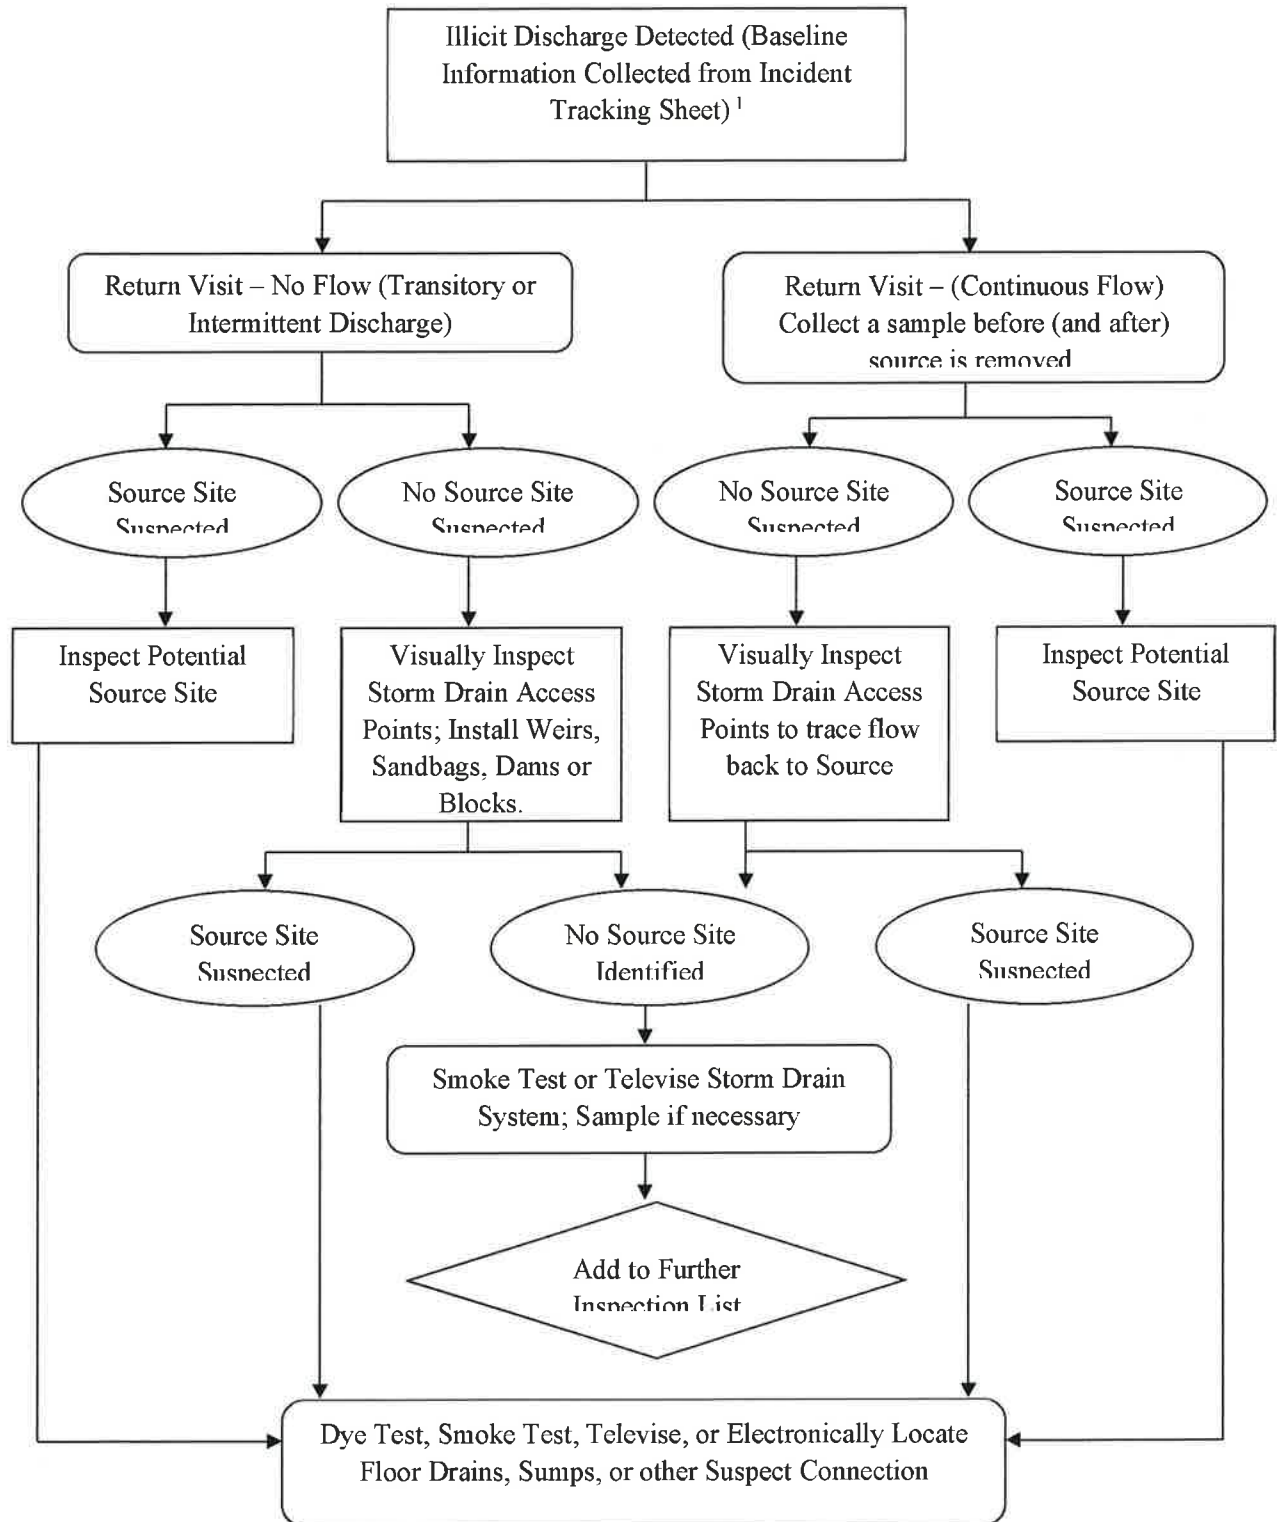 Illicit Discharge Detected (Baseline
Information Collected from Incident
Tracking Sheet) 1
Return Visit – No Flow (Transitory or
Intermittent Discharge)
Return Visit – (Continuous Flow)
Collect a sample before (and after)
source is removed
Source Site
Suspected
No Source Site
Suspected
No Source Site
Suspected
Source Site
Suspected
Inspect Potential
Source Site
Visually Inspect
Storm Drain Access
Points; Install Weirs,
Sandbags, Dams or
Blocks.
Visually Inspect
Storm Drain Access
Points to trace flow
back to Source
Inspect Potential
Source Site
Source Site
Suspected
No Source Site
Identified
Source Site
Suspected
Smoke Test or Televise Storm Drain
System; Sample if necessary
Add to Further
Inspection List
Dye Test, Smoke Test, Televise, or Electronically Locate
Floor Drains, Sumps, or other Suspect Connection